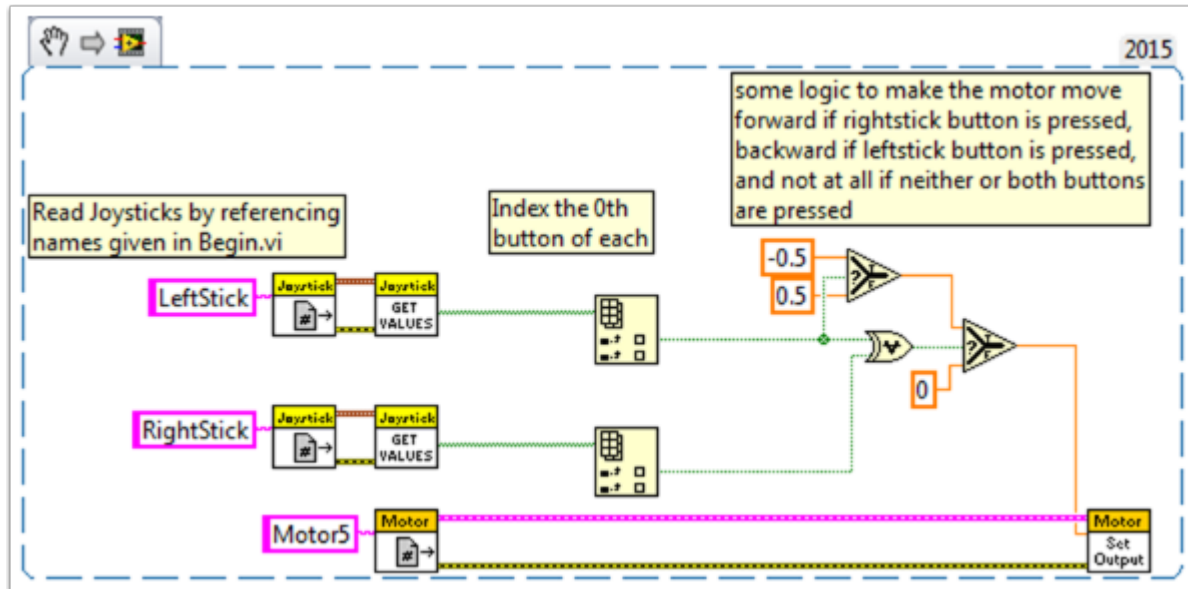 2015
some logic to make the motor move
forward if rightstick button is pressed,
backward if leftstick button is pressed,
and not at all if neither or both buttons
are pressed
Read Joysticks by referencing
names given in Begin.vi
Index the 0th
button of each
-0.5
0.5
LeftStick
Joystick
#
Joystick
GET
VALUES
?
T
F
?
T
F
0
RightStick
Joystick
#
Joystick
GET
VALUES
Motor5
Motor
#
Motor
Set
Output